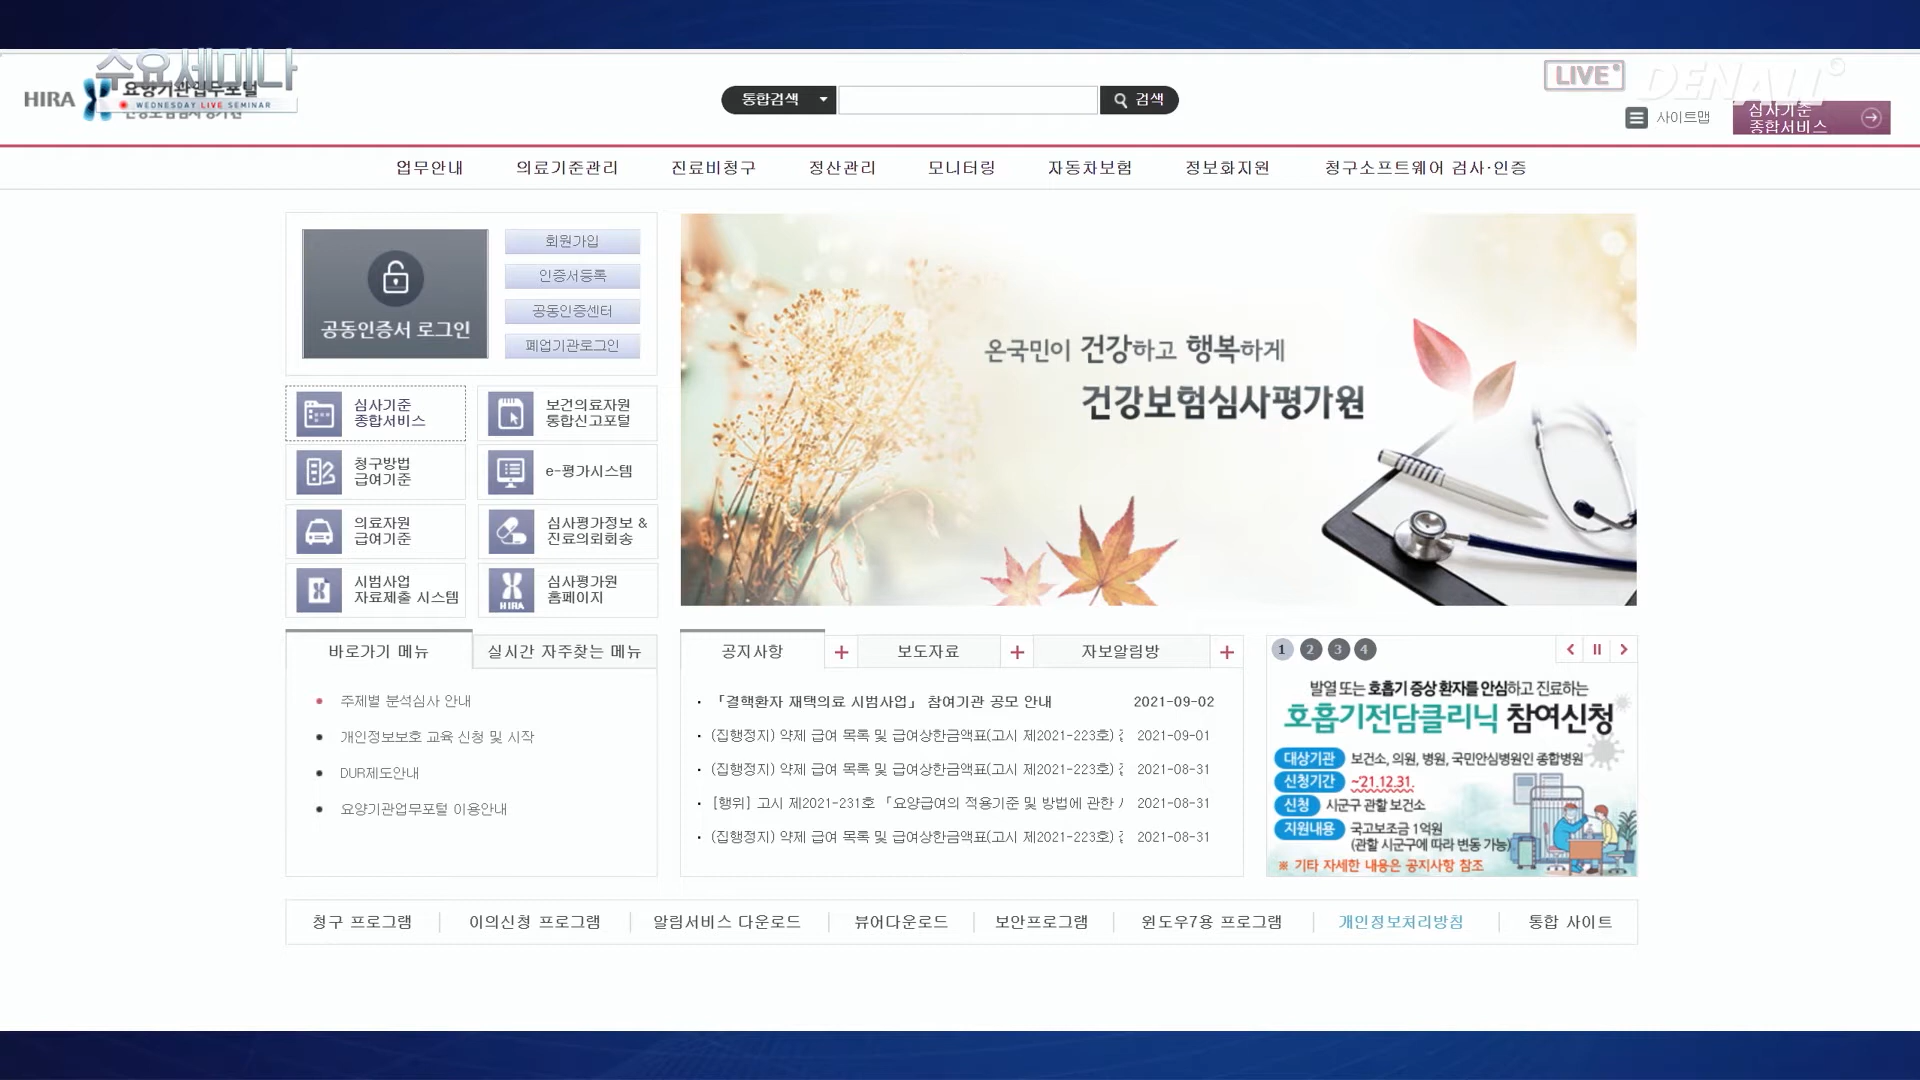 수요세미나
WEDNESDAY LIVE SEMINAR
HIRA 요양기관업무포털
통합검색 검색
LIVE DENALL
사이트맵
심사기준
종합서비스
업무안내 의료기준관리 진료비청구 정산관리 모니터링 자동차보험 정보화지원 청구소프트웨어 검사·인증
공동인증서 로그인
회원가입
인증서등록
공동인증센터
폐업기관로그인
심사기준
종합서비스
보건의료자원
통합신고포털
청구방법
급여기준
e-평가시스템
의료자원
급여기준
심사평가정보 &
진료의뢰회송
시범사업
자료제출 시스템
HIRA
심사평가원
홈페이지
온국민이 건강하고 행복하게
건강보험심사평가원
바로가기 메뉴 실시간 자주찾는 메뉴
주제별 분석심사 안내
개인정보보호 교육 신청 및 시작
DUR제도안내
요양기관업무포털 이용안내
공지사항 + 보도자료 + 자보알림방 +
「결핵환자 재택의료 시범사업」 참여기관 공모 안내 2021-09-02
(집행정지) 약제 급여 목록 및 급여상한금액표(고시 제2021-223호) 2021-09-01
(집행정지) 약제 급여 목록 및 급여상한금액표(고시 제2021-223호) 2021-08-31
[행위] 고시 제2021-231호 「요양급여의 적용기준 및 방법에 관한 2021-08-31
(집행정지) 약제 급여 목록 및 급여상한금액표(고시 제2021-223호) 2021-08-31
1 2 3 4
발열 또는 호흡기 증상 환자를 안심하고 진료하는
호흡기전담클리닉 참여신청
대상기관 보건소, 의원, 병원, 국민안심병원인 종합병원
신청기간 ~'21.12.31.
신청 시군구 관할 보건소
지원내용 국고보조금 1억원
(관할 시군구에 따라 변동 가능)
※ 기타 자세한 내용은 공지사항 참조
청구 프로그램 이의신청 프로그램 알림서비스 다운로드 뷰어다운로드 보안프로그램 윈도우7용 프로그램 개인정보처리방침 통합 사이트